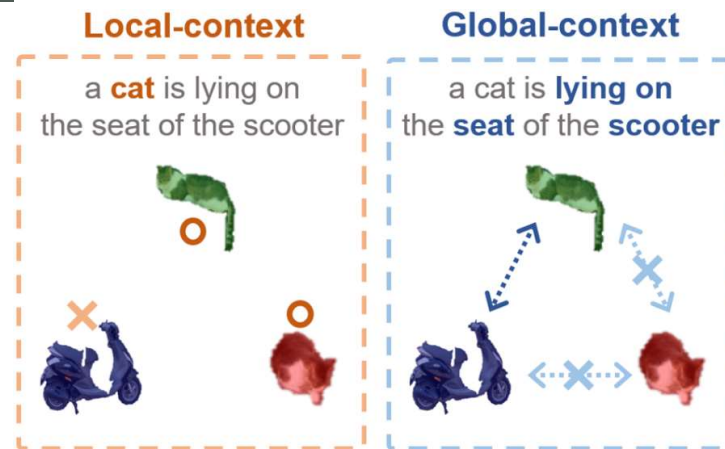 Local-context
a cat is lying on
the seat of the scooter
Global-context
a cat is lying on
the seat of the scooter